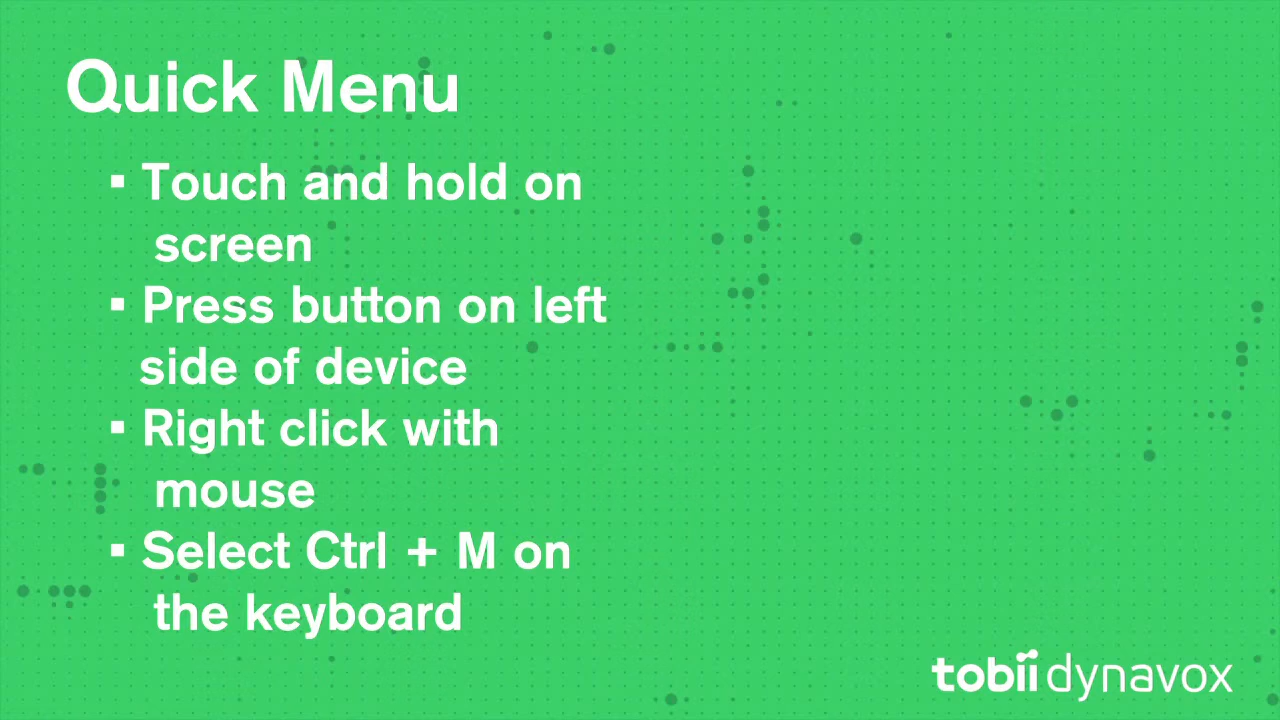 Quick Menu
▪ Touch and hold on
screen
▪ Press button on left
side of device
▪ Right click with
mouse
▪ Select Ctrl + M on
the keyboard
tobii dynavox